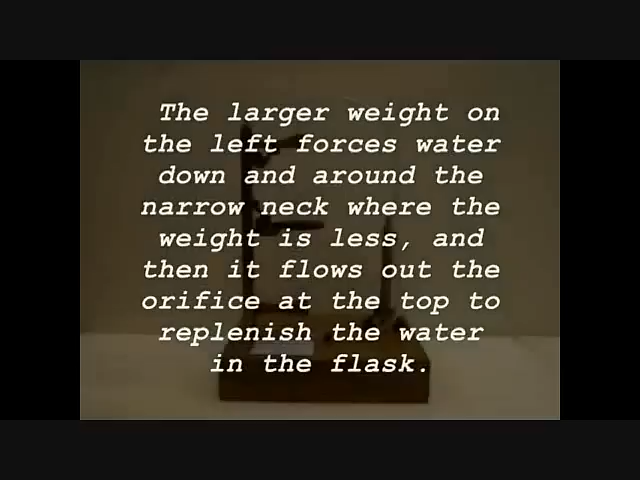 The larger weight on
the left forces water
down and around the
narrow neck where the
weight is less, and
then it flows out the
orifice at the top to
replenish the water
in the flask.